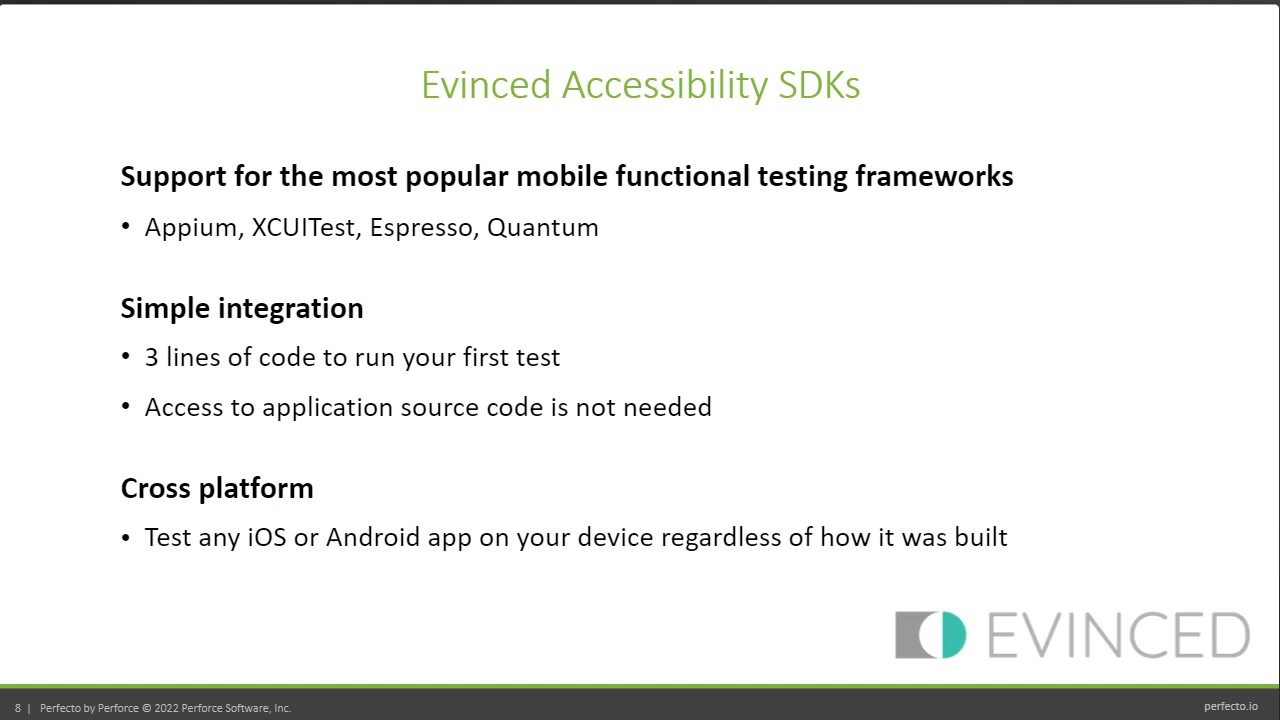 Evinced Accessibility SDKs
Support for the most popular mobile functional testing frameworks
• Appium, XCUITest, Espresso, Quantum
Simple integration
• 3 lines of code to run your first test
• Access to application source code is not needed
Cross platform
• Test any iOS or Android app on your device regardless of how it was built
EVINCED
8 | Perfecto by Perforce © 2022 Perforce Software, Inc.
perfecto.io